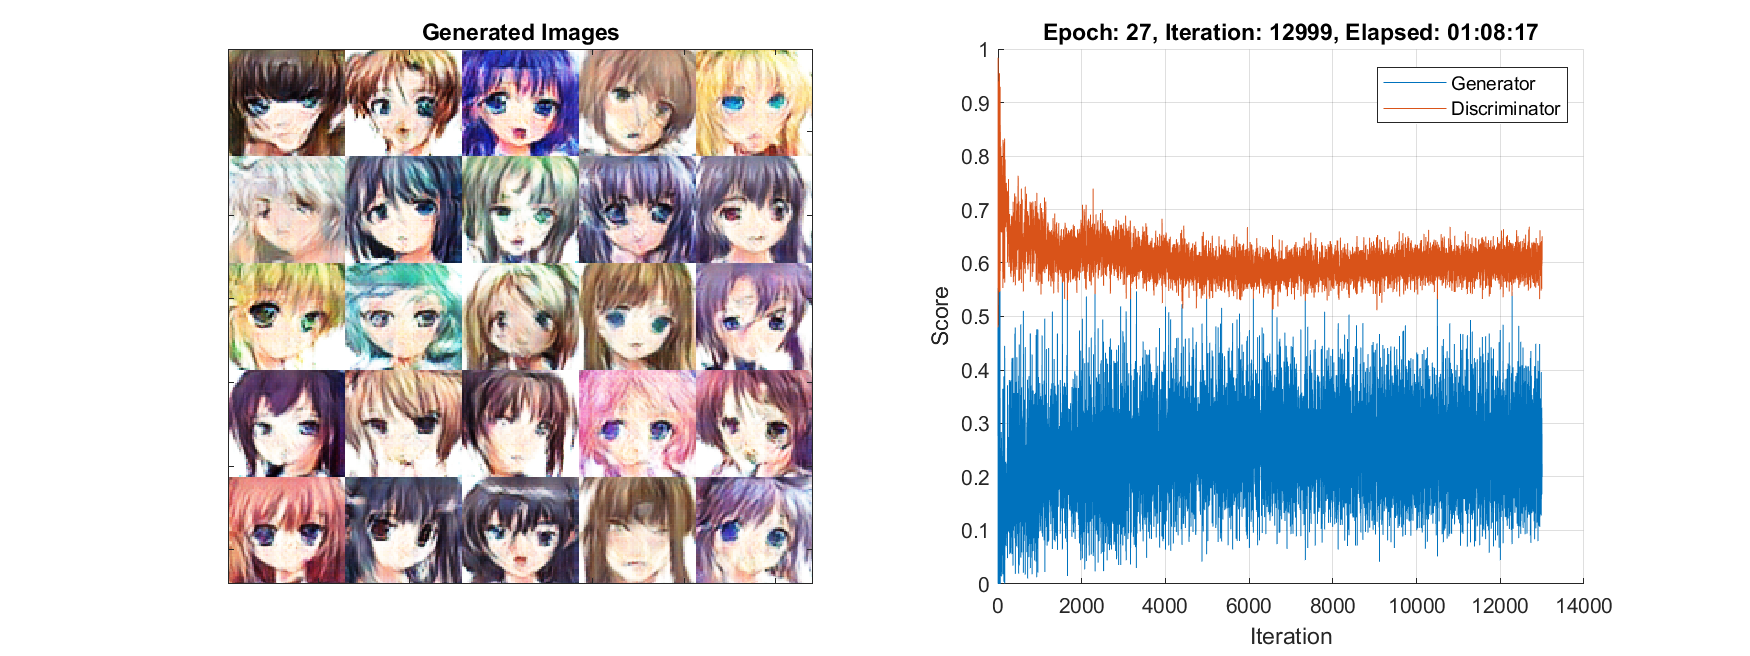 Generated Images
Epoch: 27, Iteration: 12999, Elapsed: 01:08:17
Generator
Discriminator
Score
1
0.9
0.8
0.7
0.6
0.5
0.4
0.3
0.2
0.1
0
0 2000 4000 6000 8000 10000 12000 14000
Iteration